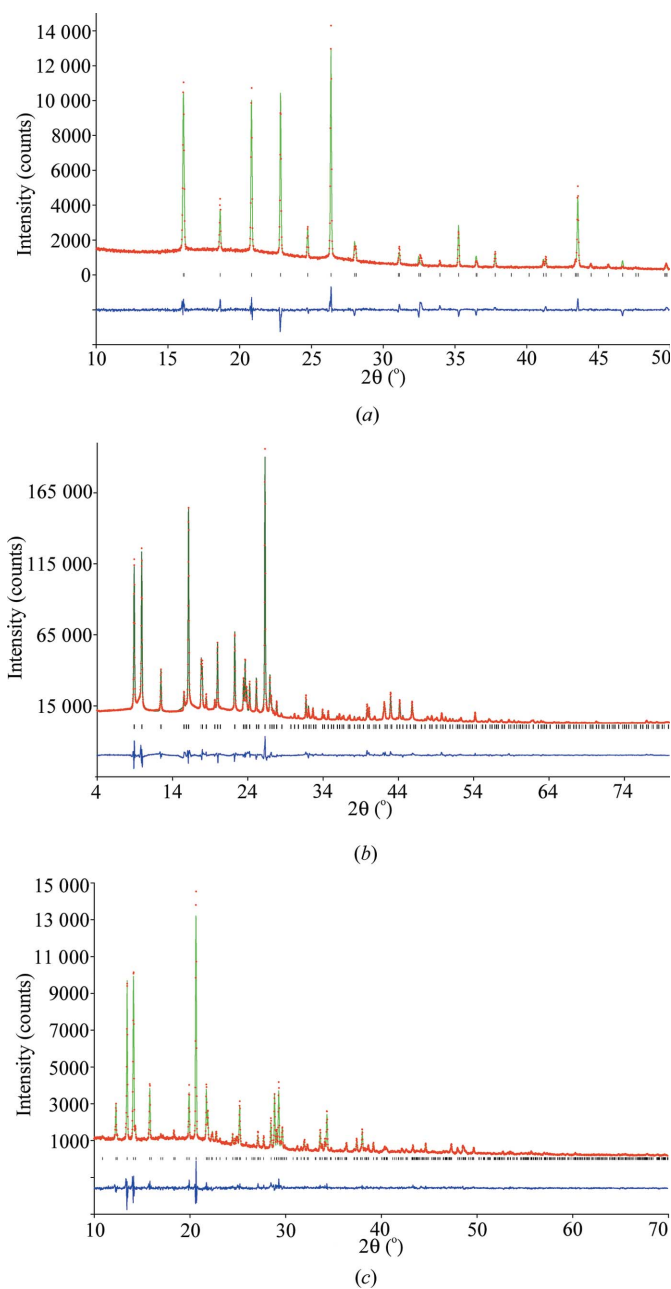 14 000
12 000
10 000
8000
6000
4000
2000
0
Intensity (counts)
10 15 20 25 30 35 40 45 50
2θ (°)
(a)
165 000
115 000
65 000
15 000
Intensity (counts)
4 14 24 34 44 54 64 74
2θ (°)
(b)
15 000
13 000
11 000
9000
7000
5000
3000
1000
Intensity (counts)
10 20 30 40 50 60 70
2θ (°)
(c)